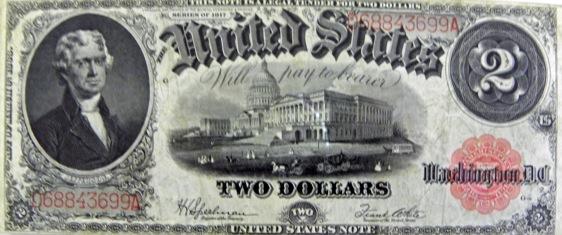 THIS NOTE IS A LEGAL TENDER FOR TWO DOLLARS
SERIES OF 1917
D68843699A
THE
United States
2
Will pay to bearer
Washington, D.C.
D68843699A
TWO DOLLARS
TWO
UNITED STATES NOTE